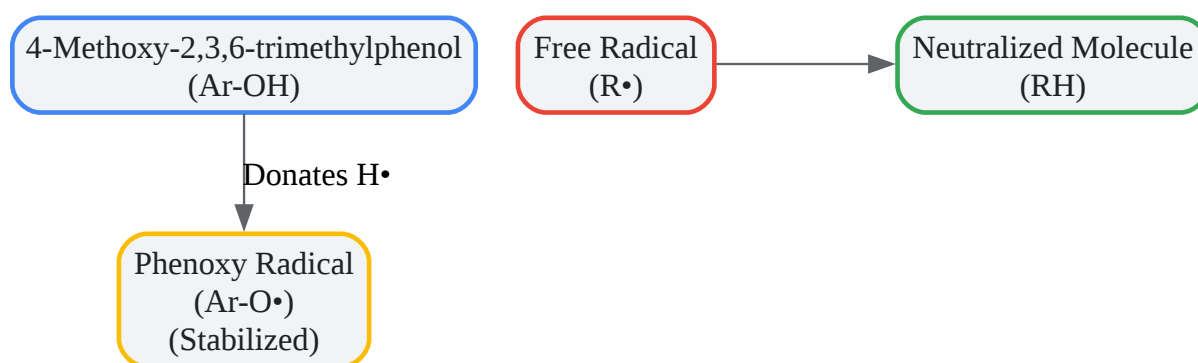 4-Methoxy-2,3,6-trimethylphenol
(Ar-OH)
Free Radical
(R•)
Neutralized Molecule
(RH)
Donates H•
Phenoxy Radical
(Ar-O•)
(Stabilized)